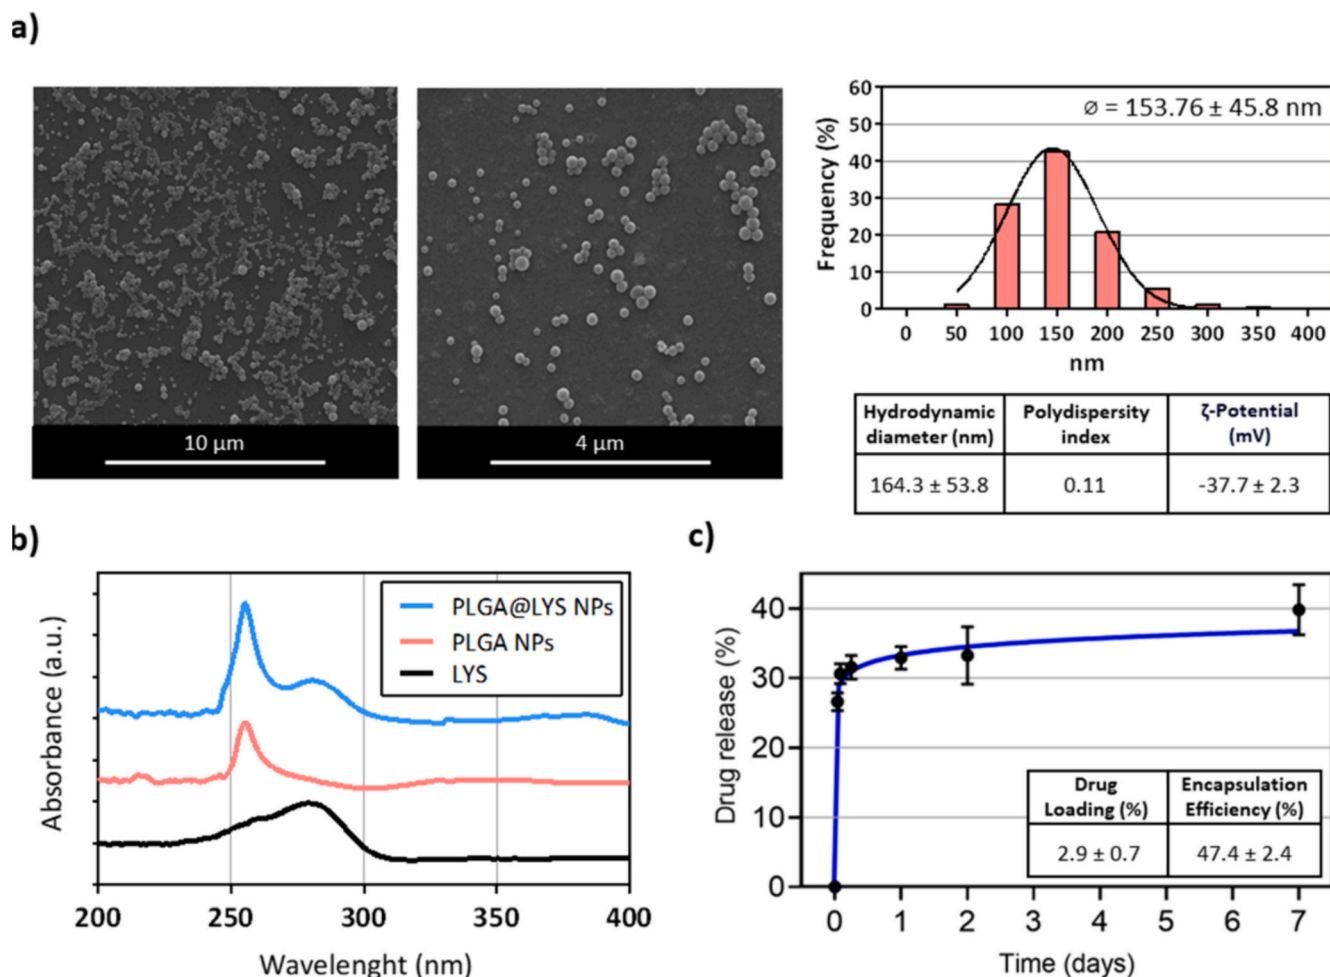 a)
10 µm
4 µm
60
50
40
30
20
10
0
Frequency (%)
⌀ = 153.76 ± 45.8 nm
0 50 100 150 200 250 300 350 400
nm
Hydrodynamic diameter (nm)
Polydispersity index
ζ-Potential (mV)
164.3 ± 53.8
0.11
-37.7 ± 2.3
b)
Absorbance (a.u.)
PLGA@LYS NPs
PLGA NPs
LYS
200 250 300 350 400
Wavelenght (nm)
c)
40
30
20
10
0
Drug release (%)
Drug Loading (%)
Encapsulation Efficiency (%)
2.9 ± 0.7
47.4 ± 2.4
0 1 2 3 4 5 6 7
Time (days)